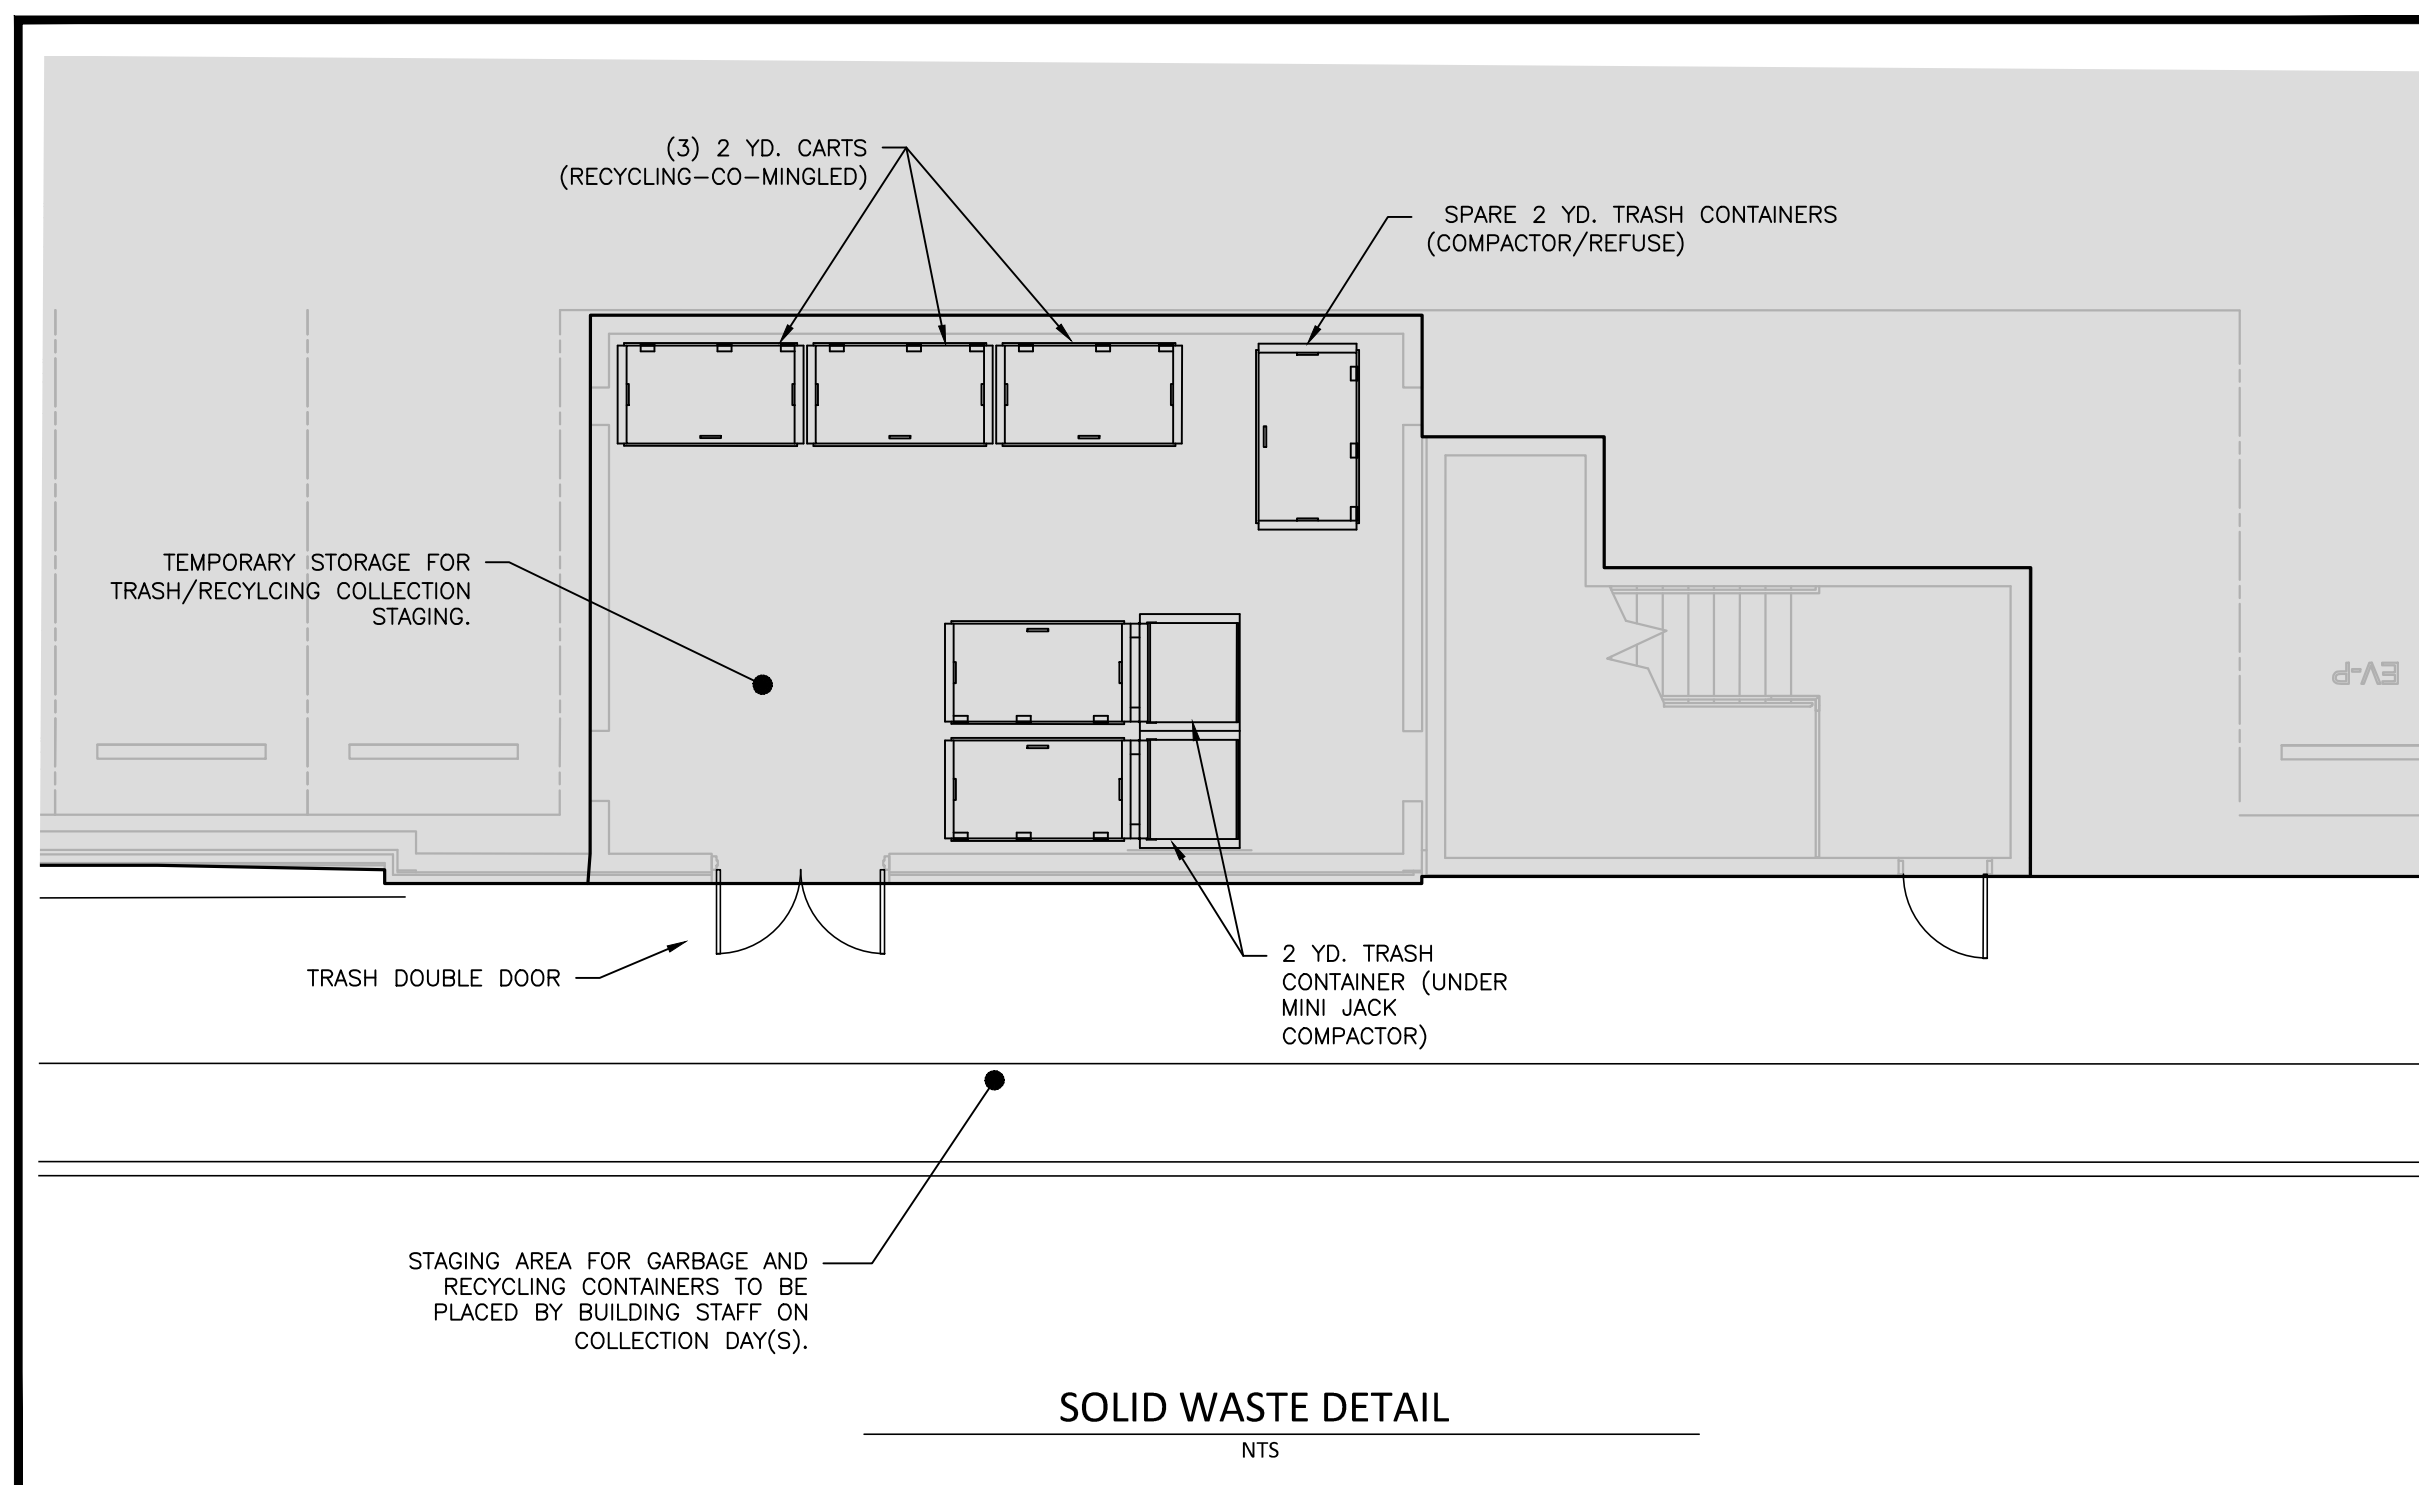 (3) 2 YD. CARTS
(RECYCLING-CO-MINGLED)
SPARE 2 YD. TRASH CONTAINERS
(COMPACTOR/REFUSE)
TEMPORARY STORAGE FOR
TRASH/RECYLCING COLLECTION
STAGING.
EV-P
TRASH DOUBLE DOOR
2 YD. TRASH
CONTAINER (UNDER
MINI JACK
COMPACTOR)
STAGING AREA FOR GARBAGE AND
RECYCLING CONTAINERS TO BE
PLACED BY BUILDING STAFF ON
COLLECTION DAY(S).
SOLID WASTE DETAIL
NTS